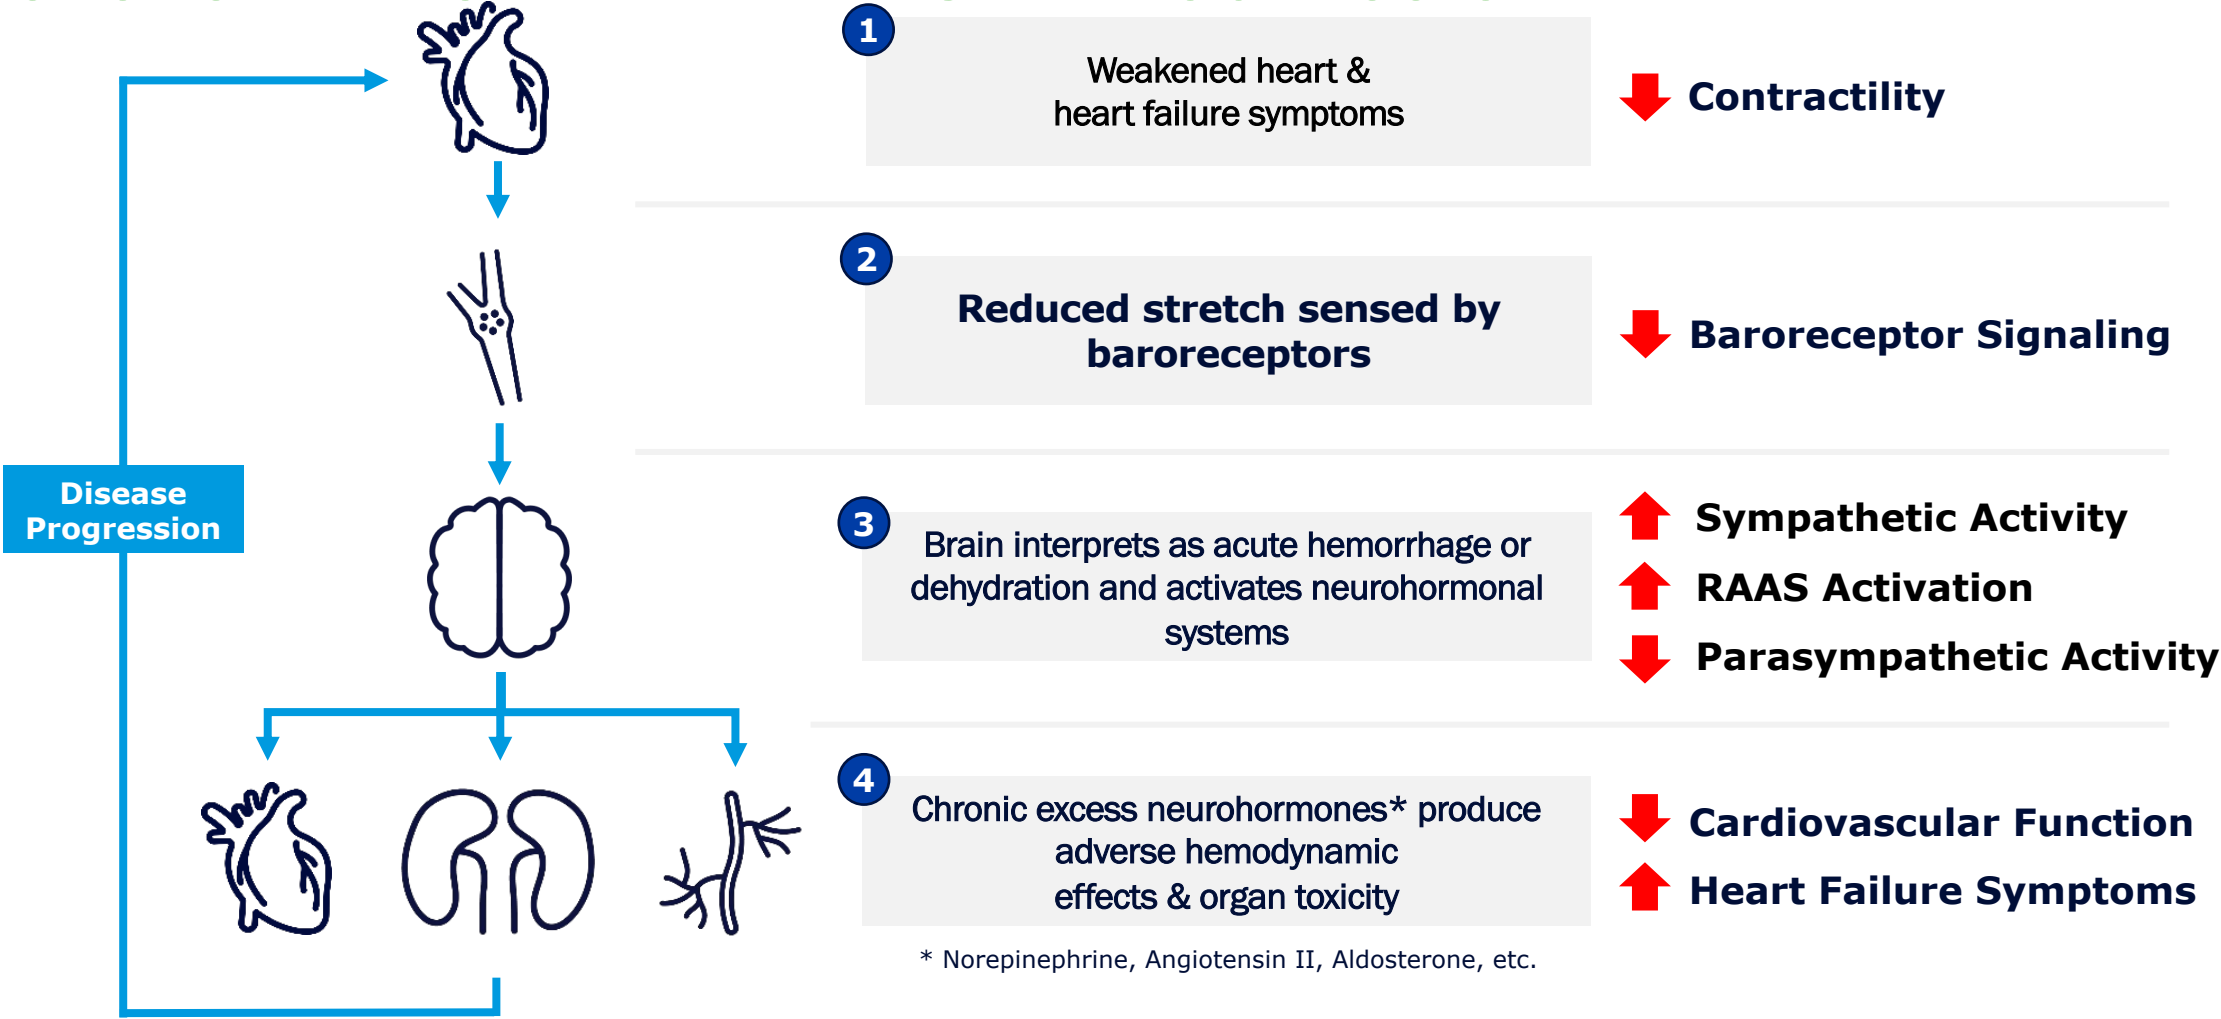 1
Weakened heart &
heart failure symptoms
Contractility
2
Reduced stretch sensed by
baroreceptors
Baroreceptor Signaling
Disease
Progression
3
Brain interprets as acute hemorrhage or
dehydration and activates neurohormonal
systems
Sympathetic Activity
RAAS Activation
Parasympathetic Activity
4
Chronic excess neurohormones* produce
adverse hemodynamic
effects & organ toxicity
Cardiovascular Function
Heart Failure Symptoms
* Norepinephrine, Angiotensin II, Aldosterone, etc.